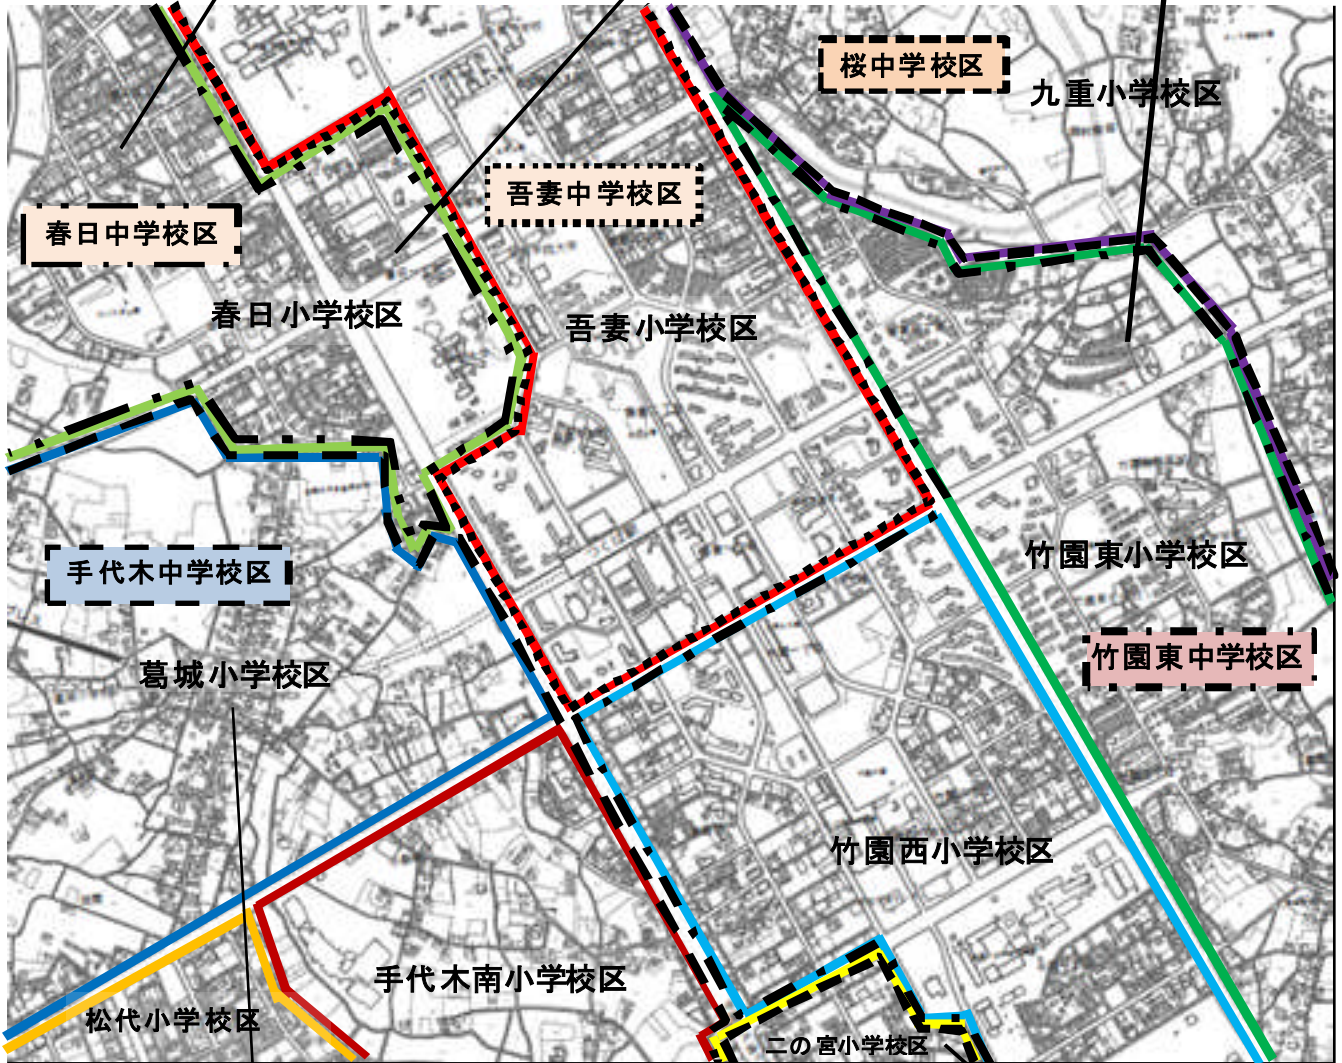 桜中学校区
九重小学校区
吾妻中学校区
春日中学校区
春日小学校区
吾妻小学校区
竹園東小学校区
手代木中学校区
竹園東中学校区
葛城小学校区
竹園西小学校区
手代木南小学校区
松代小学校区
二の宮小学校区